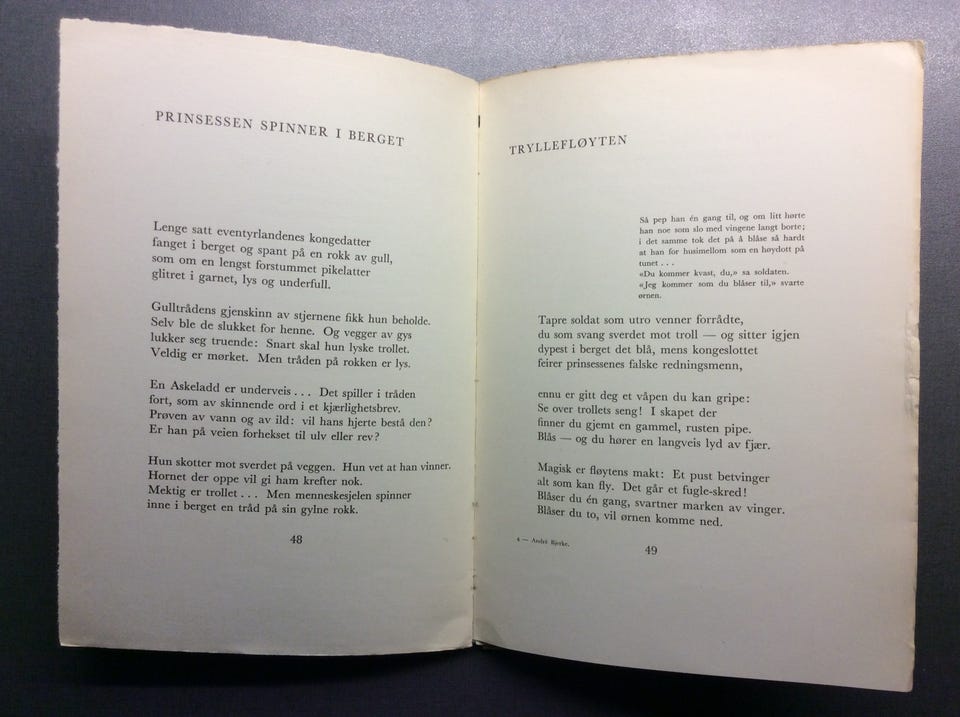 PRINSESSEN SPINNER I BERGET
Lenge satt eventyrlandenes kongedatter
fanget i berget og spant på en rokk av gull,
som om en lengst forstummet pikelatter
glitret i garnet, lys og underfull.
Gulltrådens gjenskinn av stjernene fikk hun beholde.
Selv ble de slukket for henne. Og vegger av gys
lukker seg truende: Snart skal hun lyske trollet.
Veldig er mørket. Men tråden på rokken er lys.
En Askeladd er underveis... Det spiller i tråden
fort, som av skinnende ord i et kjærlighetsbrev.
Prøven av vann og av ild: vil hans hjerte bestå den?
Er han på veien forhekset til ulv eller rev?
Hun skotter mot sverdet på veggen. Hun vet at han vinner.
Hornet der oppe vil gi ham krefter nok.
Mektig er trollet... Men menneskesjelen spinner
inne i berget en tråd på sin gylne rokk.
48
TRYLLEFLØYTEN
Så pep han én gang til, og om litt hørte
han noe som slo med vingene langt borte;
i det samme tok det på å blåse så hardt
at han for husimellom som en høydott på
tunet...
«Du kommer kvast, du,» sa soldaten.
«Jeg kommer som du blåser til,» svarte
ørnen.
Tapre soldat som utro venner forrådte,
du som svang sverdet mot troll — og sitter igjen
dypest i berget det blå, mens kongeslottet
feirer prinsessenes falske redningsmenn,
ennu er gitt deg et våpen du kan gripe:
Se over trollets seng! I skapet der
finner du gjemt en gammel, rusten pipe.
Blås — og du hører en langveis lyd av fjær.
Magisk er fløytens makt: Et pust betvinger
alt som kan fly. Det går et fugle-skred!
Blåser du én gang, svartner marken av vinger.
Blåser du to, vil ørnen komme ned.
4 — André Bjerke.
49